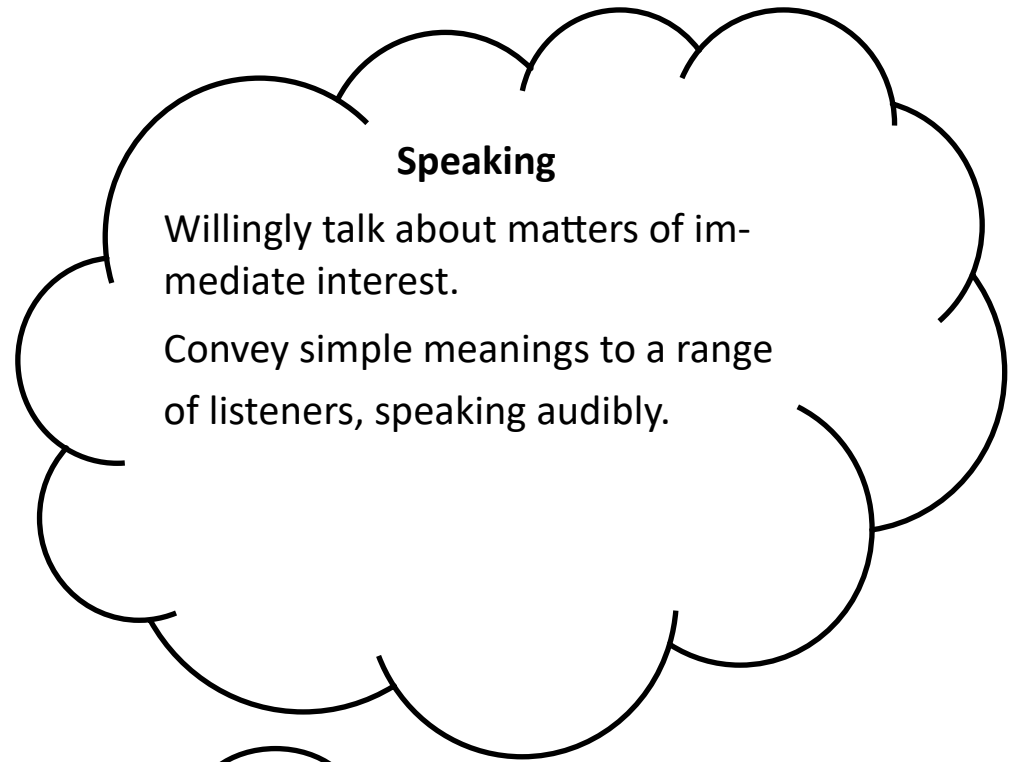 Speaking
Willingly talk about matters of im-
mediate interest.
Convey simple meanings to a range
of listeners, speaking audibly.